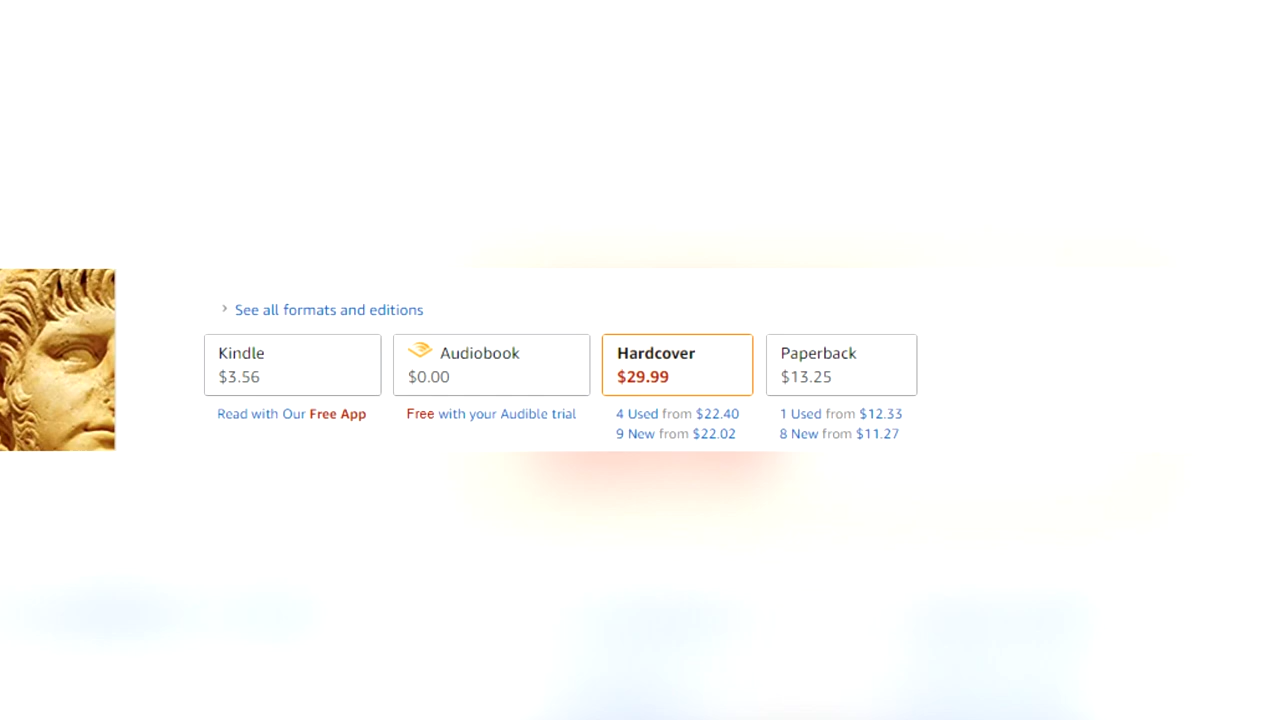 › See all formats and editions
Kindle
$3.56
Read with Our Free App
Audiobook
$0.00
Free with your Audible trial
Hardcover
$29.99
4 Used from $22.40
9 New from $22.02
Paperback
$13.25
1 Used from $12.33
8 New from $11.27